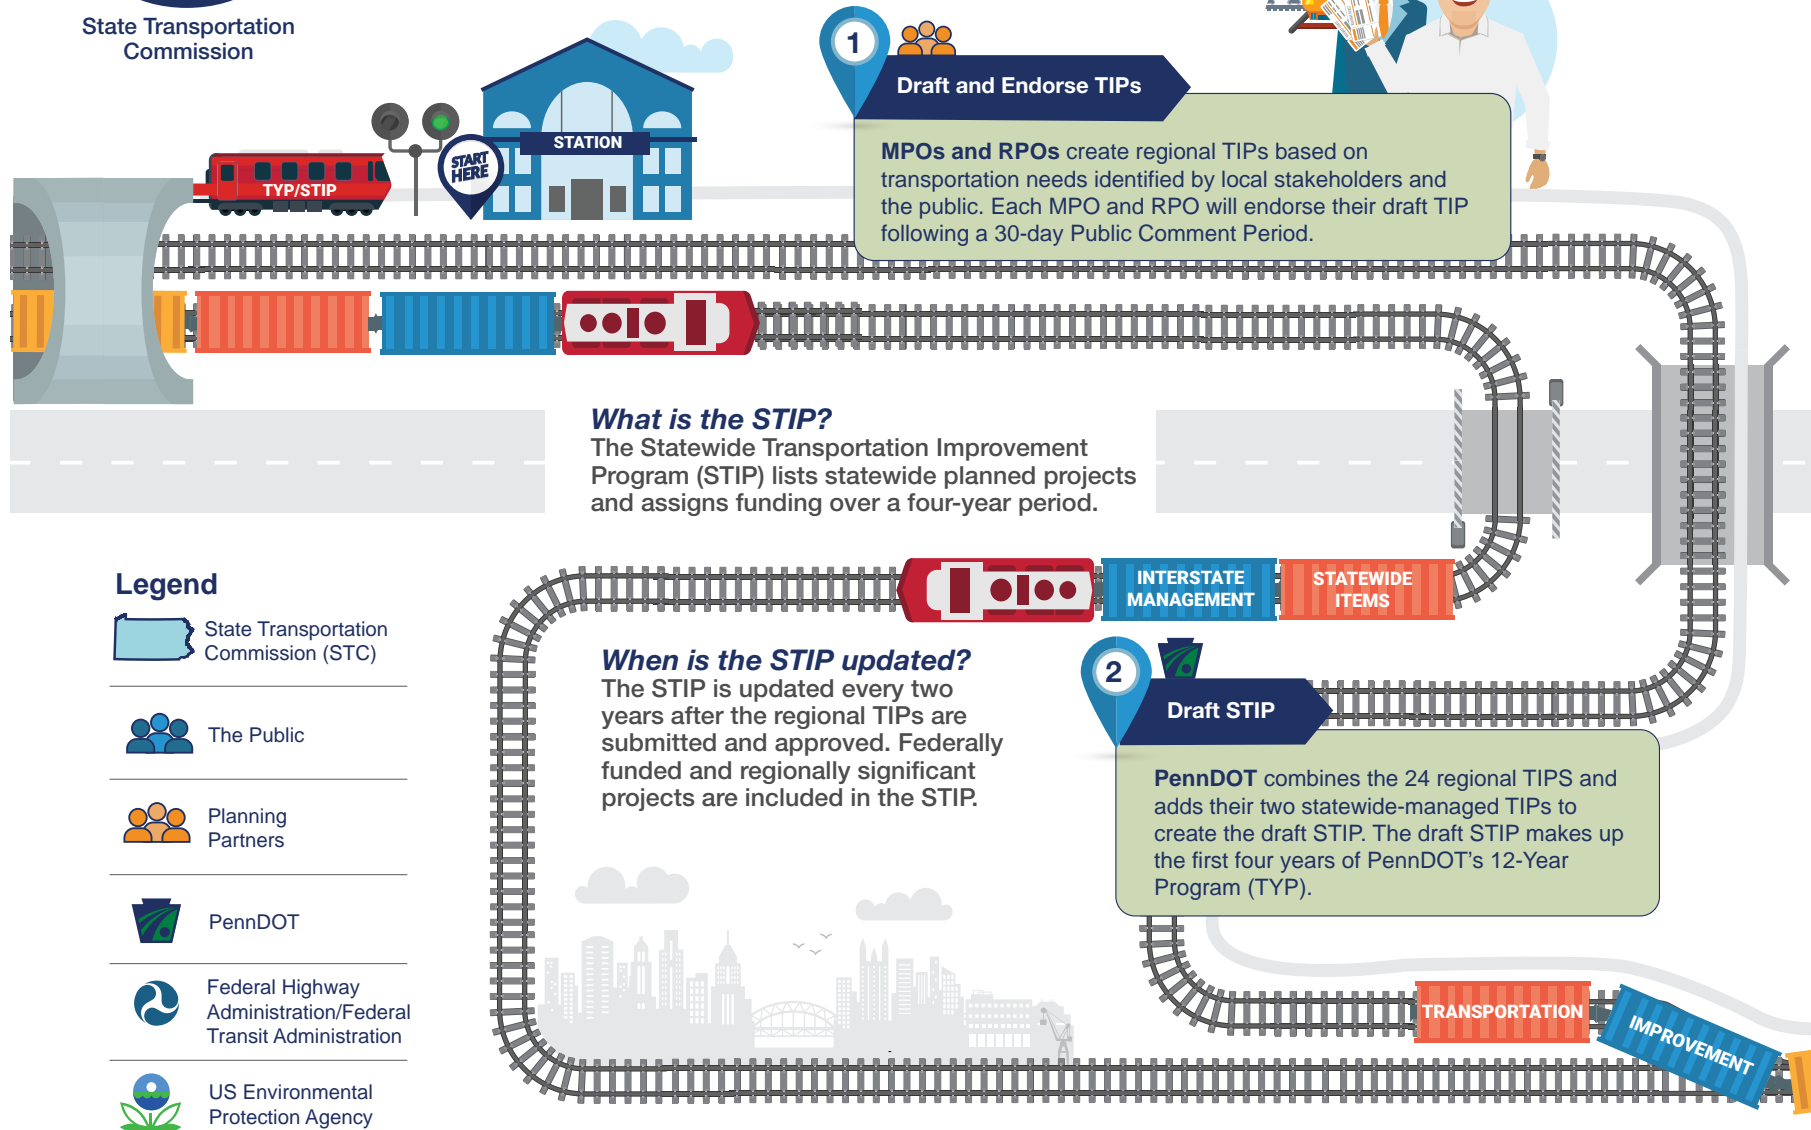 State Transportation
Commission
TYP/STIP
START
HERE
STATION
1
Draft and Endorse TIPs
MPOs and RPOs create regional TIPs based on
transportation needs identified by local stakeholders and
the public. Each MPO and RPO will endorse their draft TIP
following a 30-day Public Comment Period.
What is the STIP?
The Statewide Transportation Improvement
Program (STIP) lists statewide planned projects
and assigns funding over a four-year period.
INTERSTATE
MANAGEMENT
STATEWIDE
ITEMS
When is the STIP updated?
The STIP is updated every two
years after the regional TIPs are
submitted and approved. Federally
funded and regionally significant
projects are included in the STIP.
2
Draft STIP
PennDOT combines the 24 regional TIPS and
adds their two statewide-managed TIPs to
create the draft STIP. The draft STIP makes up
the first four years of PennDOT's 12-Year
Program (TYP).
TRANSPORTATION
IMPROVEMENT
Legend
State Transportation
Commission (STC)
The Public
Planning
Partners
PennDOT
Federal Highway
Administration/Federal
Transit Administration
US Environmental
Protection Agency